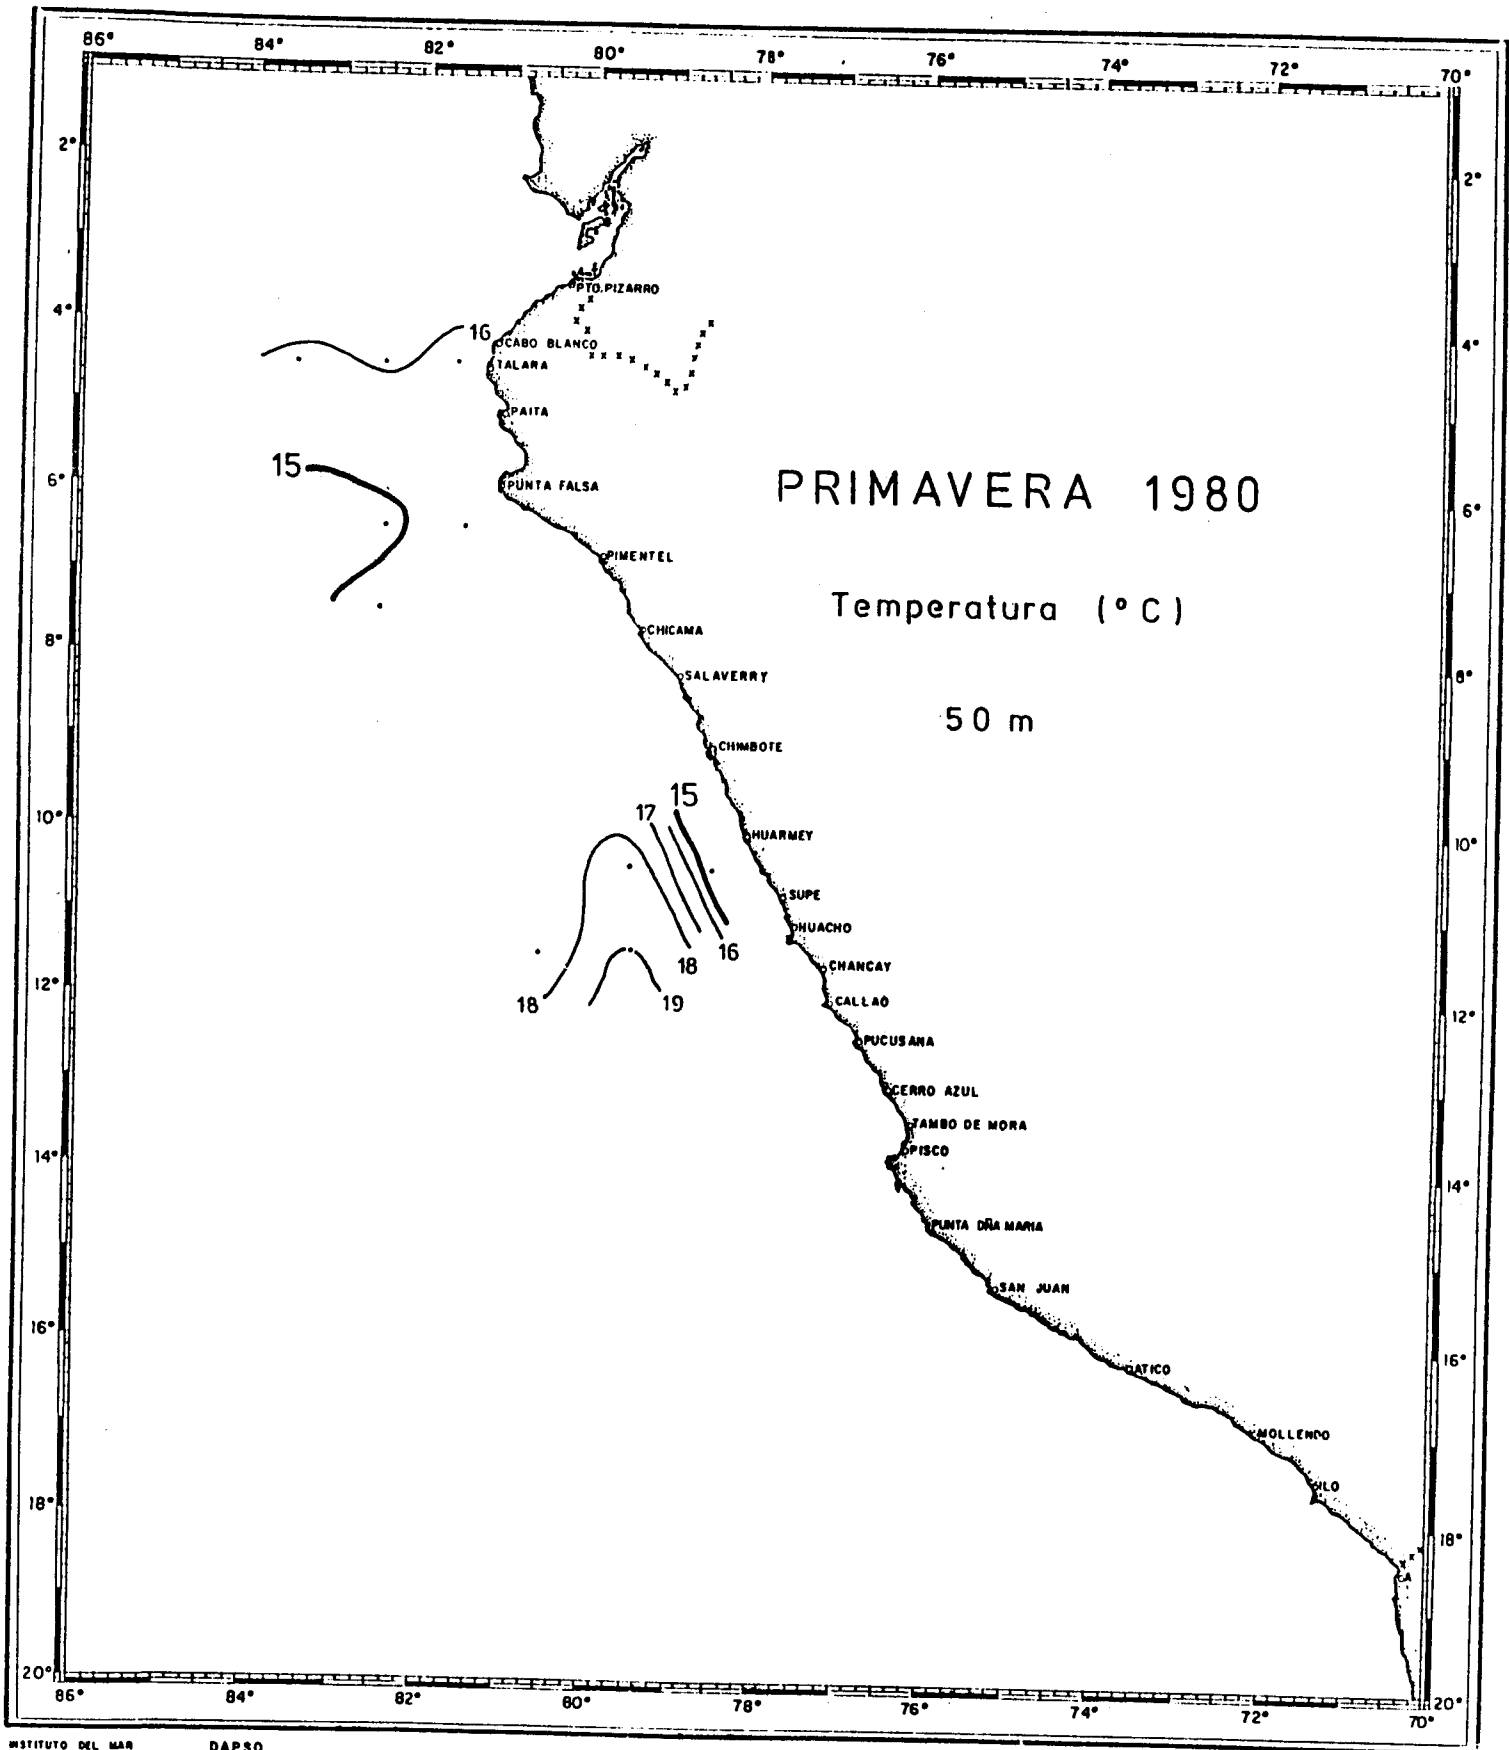 86° 84° 82° 80° 78° 76° 74° 72° 70°
2° 2°
PTO. PIZARRO
4° 16 CABO BLANCO 4°
TALARA
PAITA
15
6° PUNTA FALSA 6°
PRIMAVERA 1980
PIMENTEL
Temperatura (°C)
8° CHICAMA
SALAVERRY 8°
50 m
CHIMBOTE
15
10° 17 HUARMEY 10°
SUPE
HUACHO
18 16
CHANCAY
12° 18 19 CALLAO 12°
PUCUSANA
CERRO AZUL
TAMBO DE MORA
14° PISCO 14°
PUNTA DÑA MARIA
SAN JUAN
16° 16°
ATICO
MOLLENDO
ILO
18° 18°
A
20° 20°
86° 84° 82° 80° 78° 76° 74° 72° 70°
INSTITUTO DEL MAR DAPSO